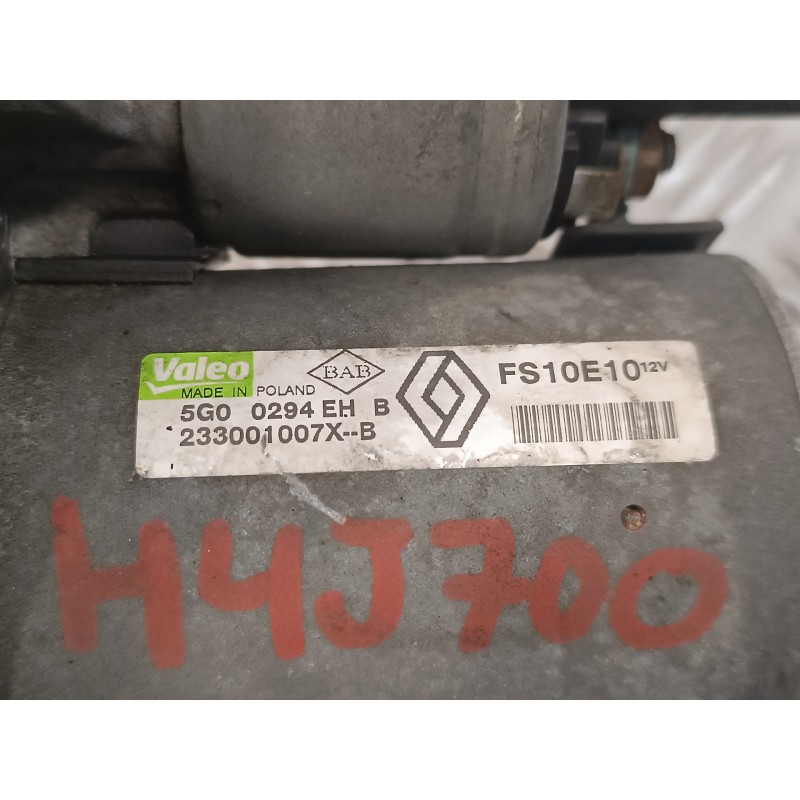 Valeo
BAB
FS10E10 12V
MADE IN POLAND
5G0 0294 EH B
233001007X--B
H4J700